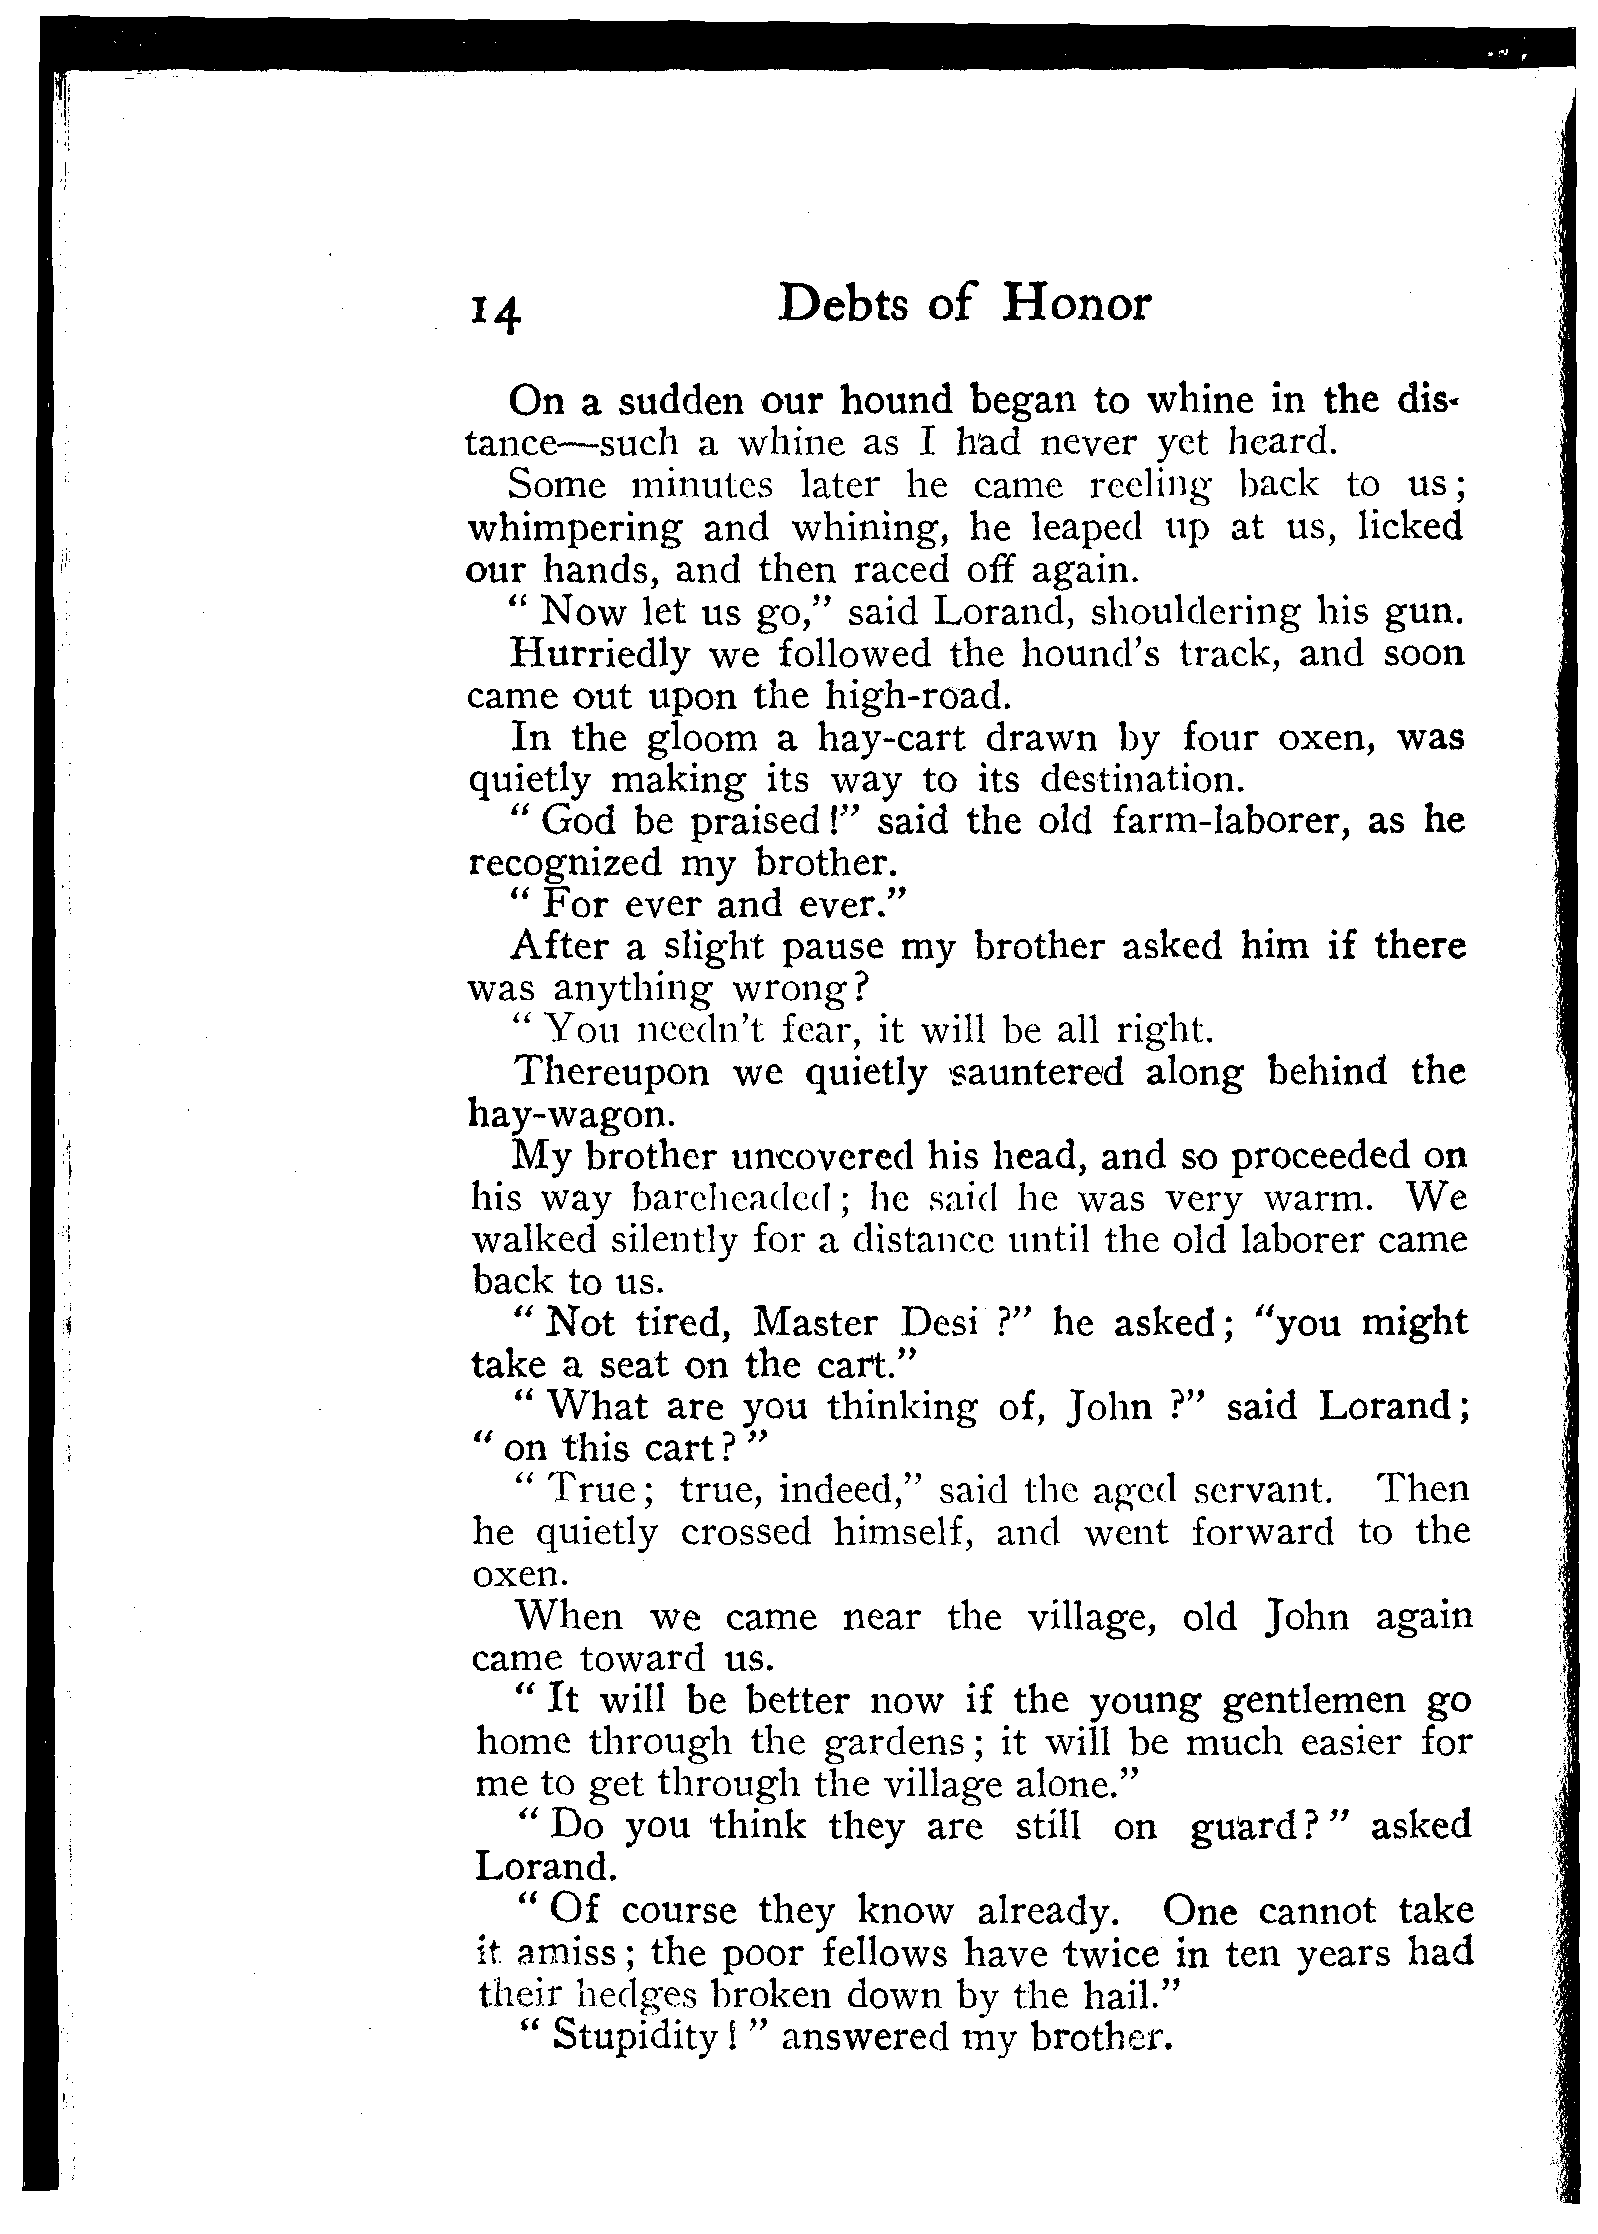 14 Debts of Honor
On a sudden our hound began to whine in the dis-
tance—such a whine as I had never yet heard.
Some minutes later he came reeling back to us;
whimpering and whining, he leaped up at us, licked
our hands, and then raced off again.
“ Now let us go,” said Lorand, shouldering his gun.
Hurriedly we followed the hound’s track, and soon
came out upon the high-road.
In the gloom a hay-cart drawn by four oxen, was
quietly making its way to its destination.
“ God be praised!” said the old farm-laborer, as he
recognized my brother.
“ For ever and ever.”
After a slight pause my brother asked him if there
was anything wrong?
“ You needn’t fear, it will be all right.
Thereupon we quietly sauntered along behind the
hay-wagon.
My brother uncovered his head, and so proceeded on
his way bareheaded; he said he was very warm. We
walked silently for a distance until the old laborer came
back to us.
“ Not tired, Master Desi ?” he asked; “you might
take a seat on the cart.”
“ What are you thinking of, John ?” said Lorand;
“ on this cart? ”
“ True; true, indeed,” said the aged servant. Then
he quietly crossed himself, and went forward to the
oxen.
When we came near the village, old John again
came toward us.
“ It will be better now if the young gentlemen go
home through the gardens; it will be much easier for
me to get through the village alone.”
“ Do you think they are still on guard? ” asked
Lorand.
“ Of course they know already. One cannot take
it amiss; the poor fellows have twice in ten years had
their hedges broken down by the hail.”
“ Stupidity! ” answered my brother.